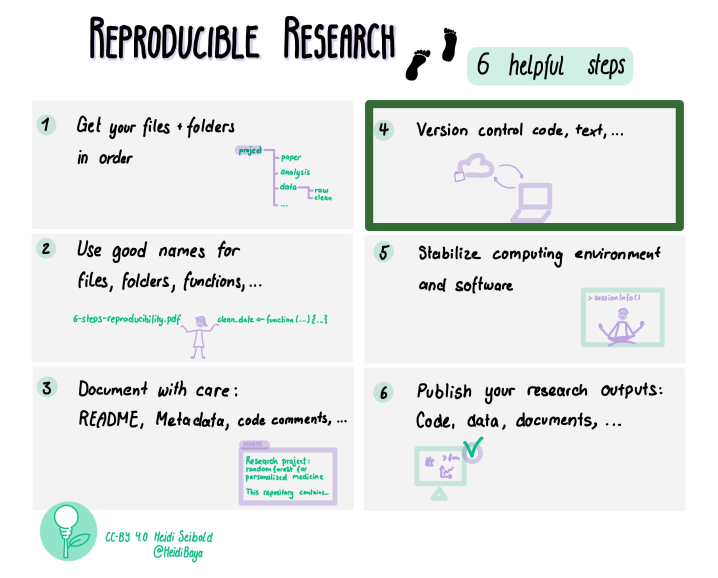 REPRODUCIBLE RESEARCH
6 helpful steps
1
Get your files + folders
in order
project
paper
analysis
data
raw
clean
...
2
Use good names for
files, folders, functions,...
6-steps-reproducibility.pdf
clean_data <- function(...) {...}
3
Document with care:
README, Metadata, code comments, ...
README
Research project:
random forest for
personalized medicine
This repository contains...
4
Version control code, text,...
5
Stabilize computing environment
and software
> sessionInfo()
6
Publish your research outputs:
Code, data, documents, ...
CC-BY 4.0 Heidi Seibold
@HeidiBaya